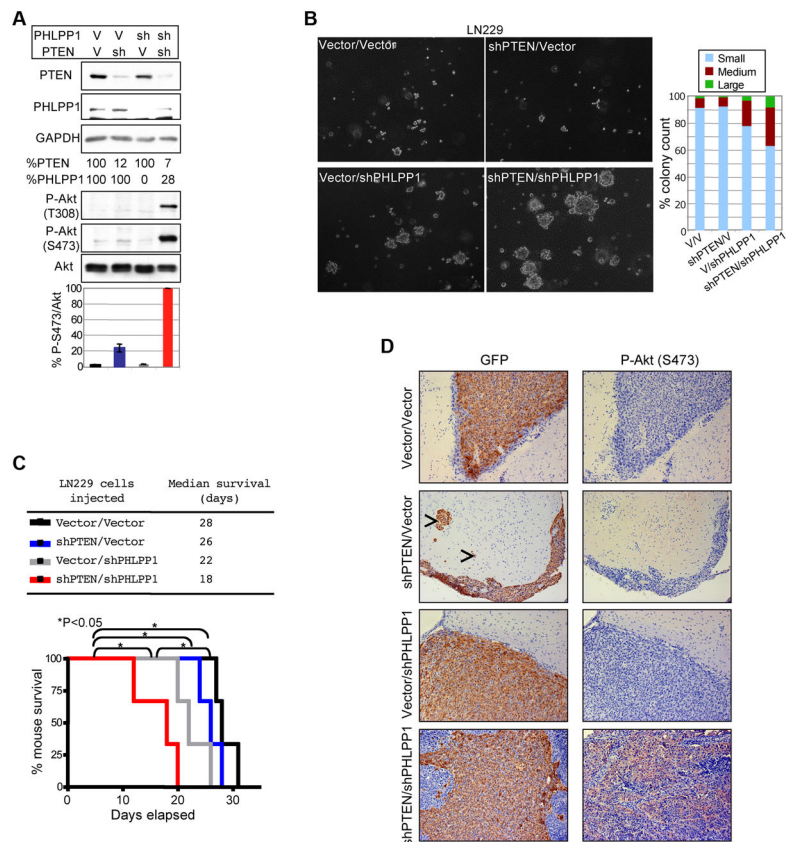 A
PHLPP1 V V sh sh
PTEN V sh V sh
PTEN
PHLPP1
GAPDH
%PTEN 100 12 100 7
%PHLPP1 100 100 0 28
P-Akt
(T308)
P-Akt
(S473)
Akt
% P-S473/Akt
100
80
60
40
20
0
B
LN229
Vector/Vector
shPTEN/Vector
Vector/shPHLPP1
shPTEN/shPHLPP1
Small
Medium
Large
% colony count
100
80
60
40
20
0
V/V
shPTEN/V
V/shPHLPP1
shPTEN/shPHLPP1
C
LN229 cells injected
Median survival (days)
Vector/Vector 28
shPTEN/Vector 26
Vector/shPHLPP1 22
shPTEN/shPHLPP1 18
*P<0.05
* * * *
% mouse survival
100
75
50
25
0
0 10 20 30
Days elapsed
D
GFP
P-Akt (S473)
Vector/Vector
shPTEN/Vector
Vector/shPHLPP1
shPTEN/shPHLPP1